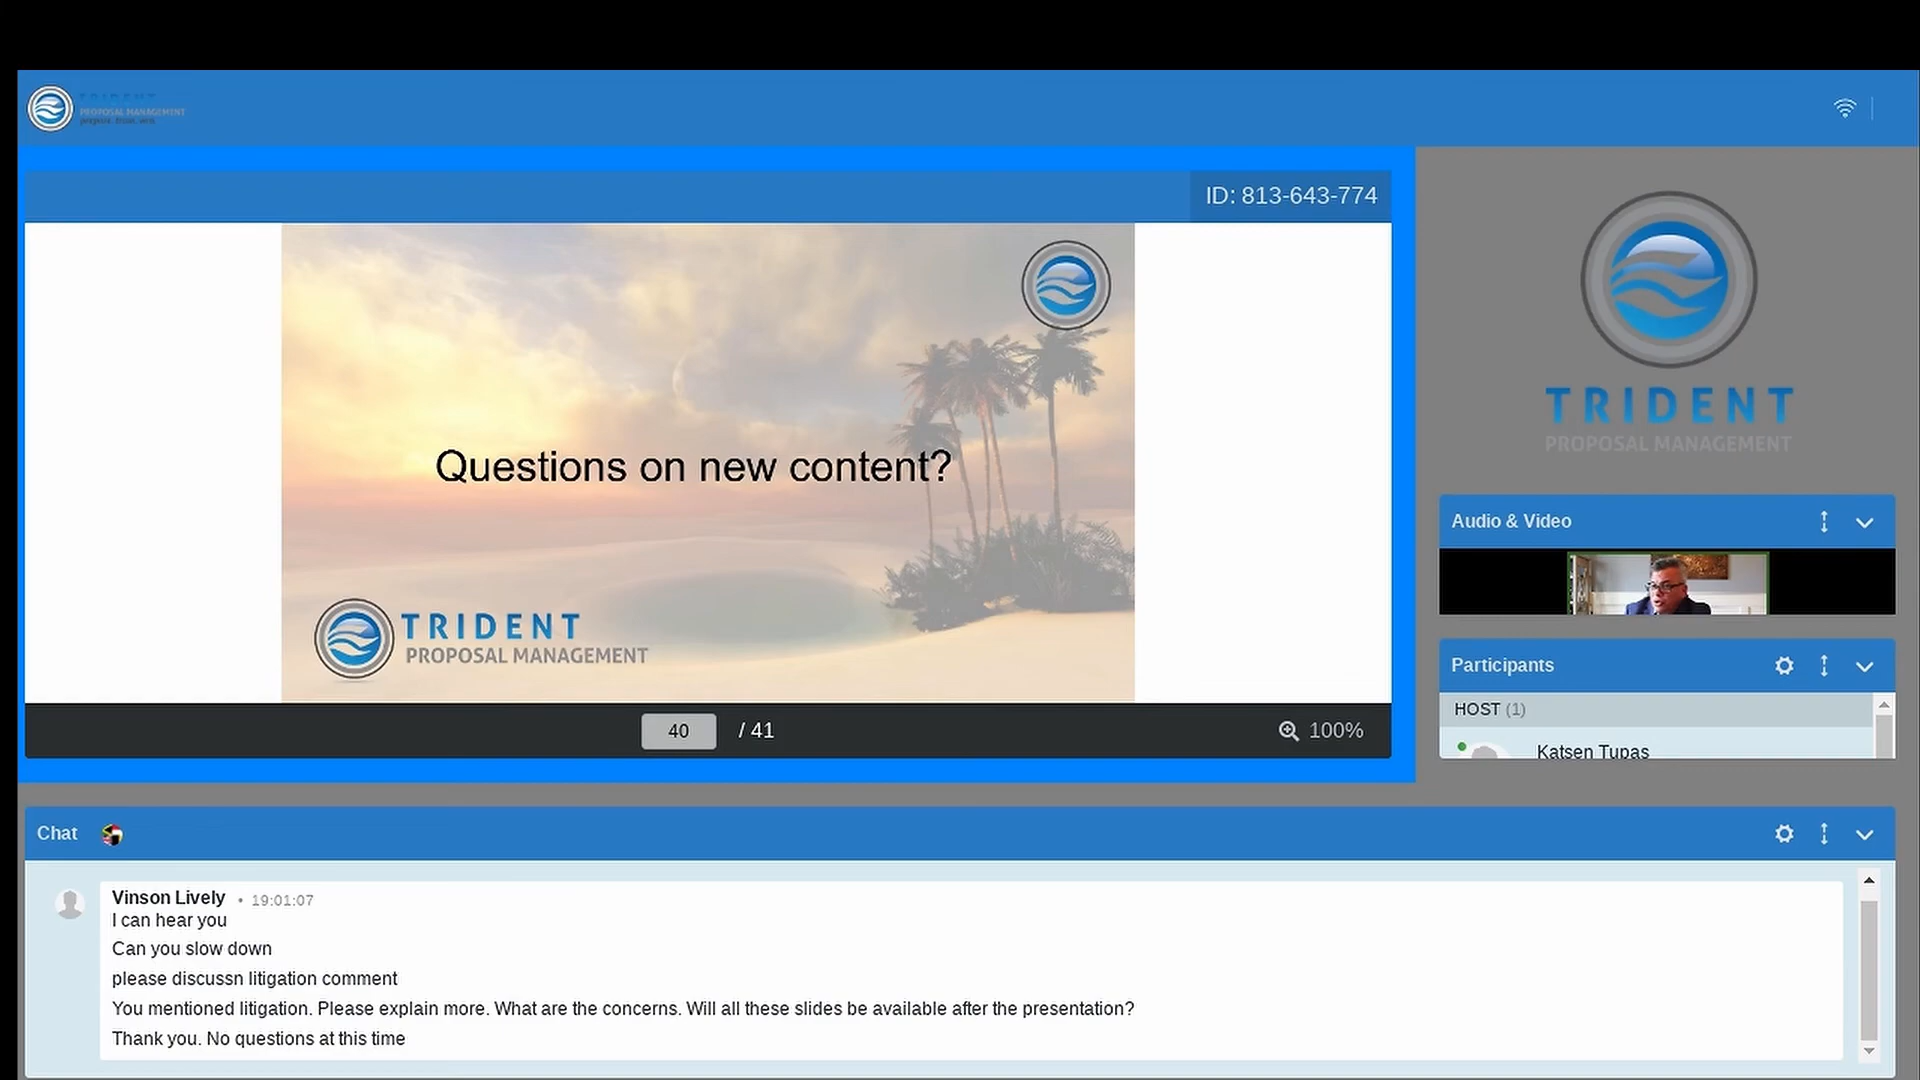 TRIDENT
PROPOSAL MANAGEMENT
ID: 813-643-774
Questions on new content?
TRIDENT
PROPOSAL MANAGEMENT
40 / 41
100%
TRIDENT
PROPOSAL MANAGEMENT
Audio & Video
Participants
HOST (1)
Katsen Tupas
Chat
Vinson Lively • 19:01:07
I can hear you
Can you slow down
please discussn litigation comment
You mentioned litigation. Please explain more. What are the concerns. Will all these slides be available after the presentation?
Thank you. No questions at this time